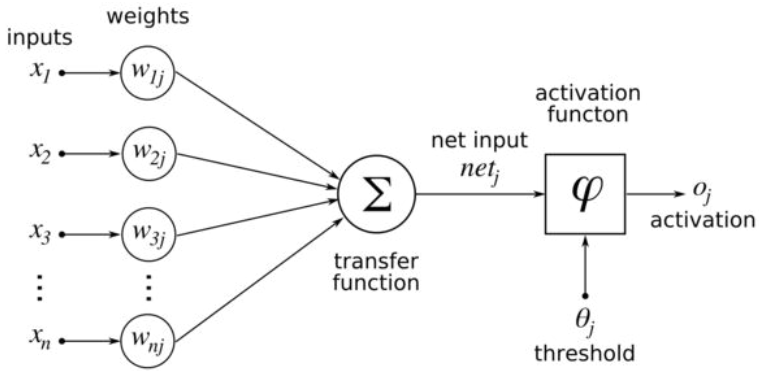 weights
inputs
x1
w1j
x2
w2j
x3
w3j
⋮ ⋮
xn
wnj
Σ
transfer
function
net input
netj
activation
functon
φ
oj
activation
θj
threshold